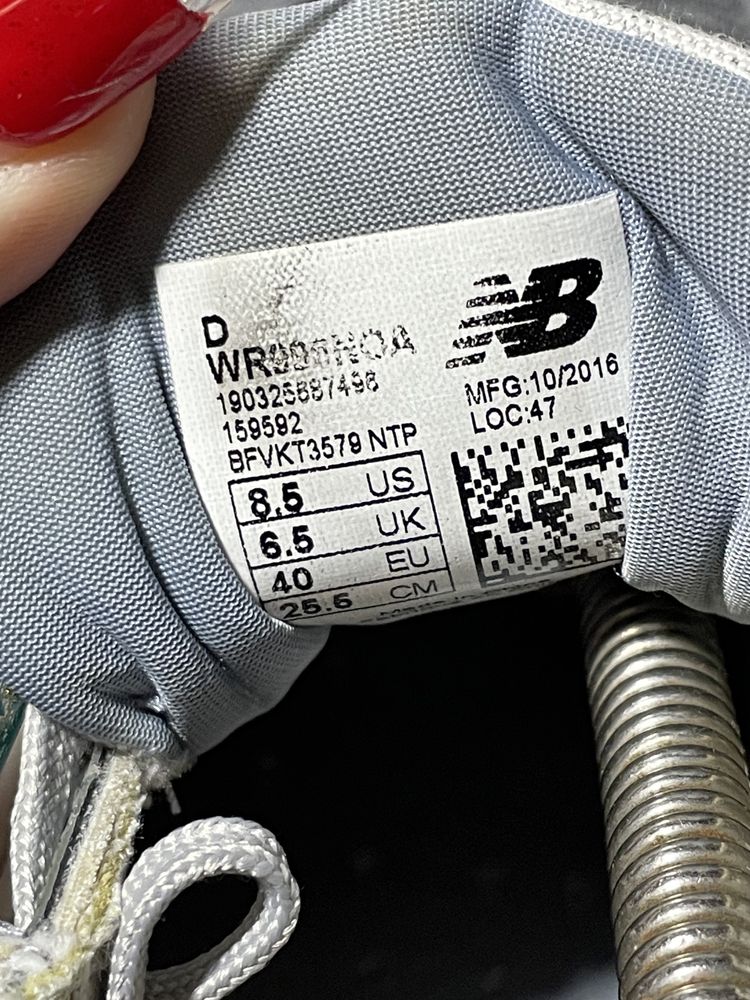 D
190325887496
159592
BFVKT3579 NTP
8.5 US
6.5 UK
40 EU
25.5 CM
NB
MFG:10/2016
LOC:47